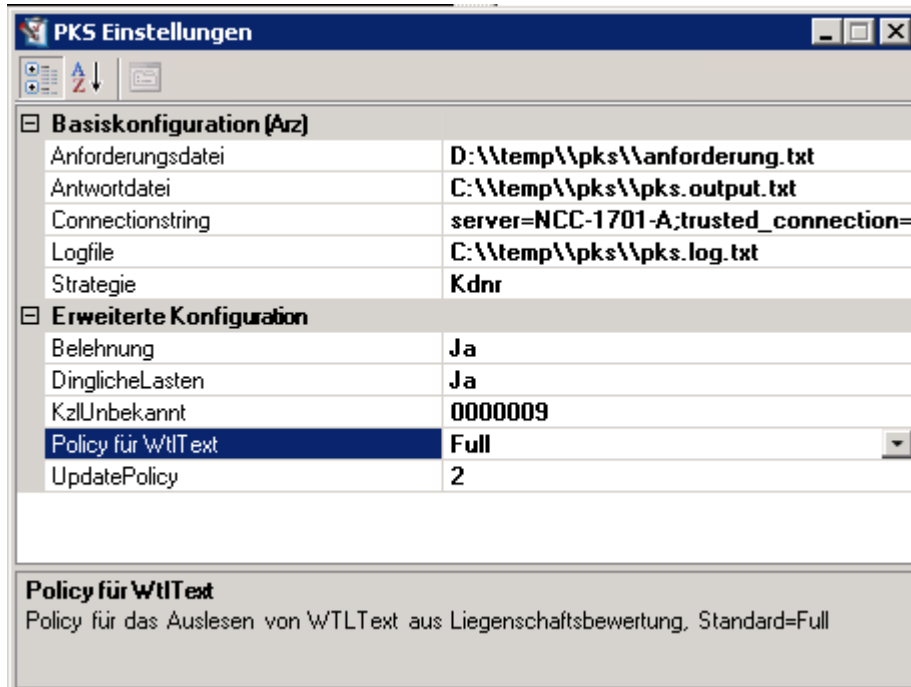 PKS Einstellungen
Basiskonfiguration (Arz)
Anforderungsdatei D:\\temp\\pks\\anforderung.txt
Antwortdatei C:\\temp\\pks\\pks.output.txt
Connectionstring server=NCC-1701-A;trusted_connection=
Logfile C:\\temp\\pks\\pks.log.txt
Strategie Kdnr
Erweiterte Konfiguration
Belehnung Ja
DinglicheLasten Ja
KzlUnbekannt 0000009
Policy für WtlText Full
UpdatePolicy 2
Policy für WtlText
Policy für das Auslesen von WTLText aus Liegenschaftsbewertung, Standard=Full